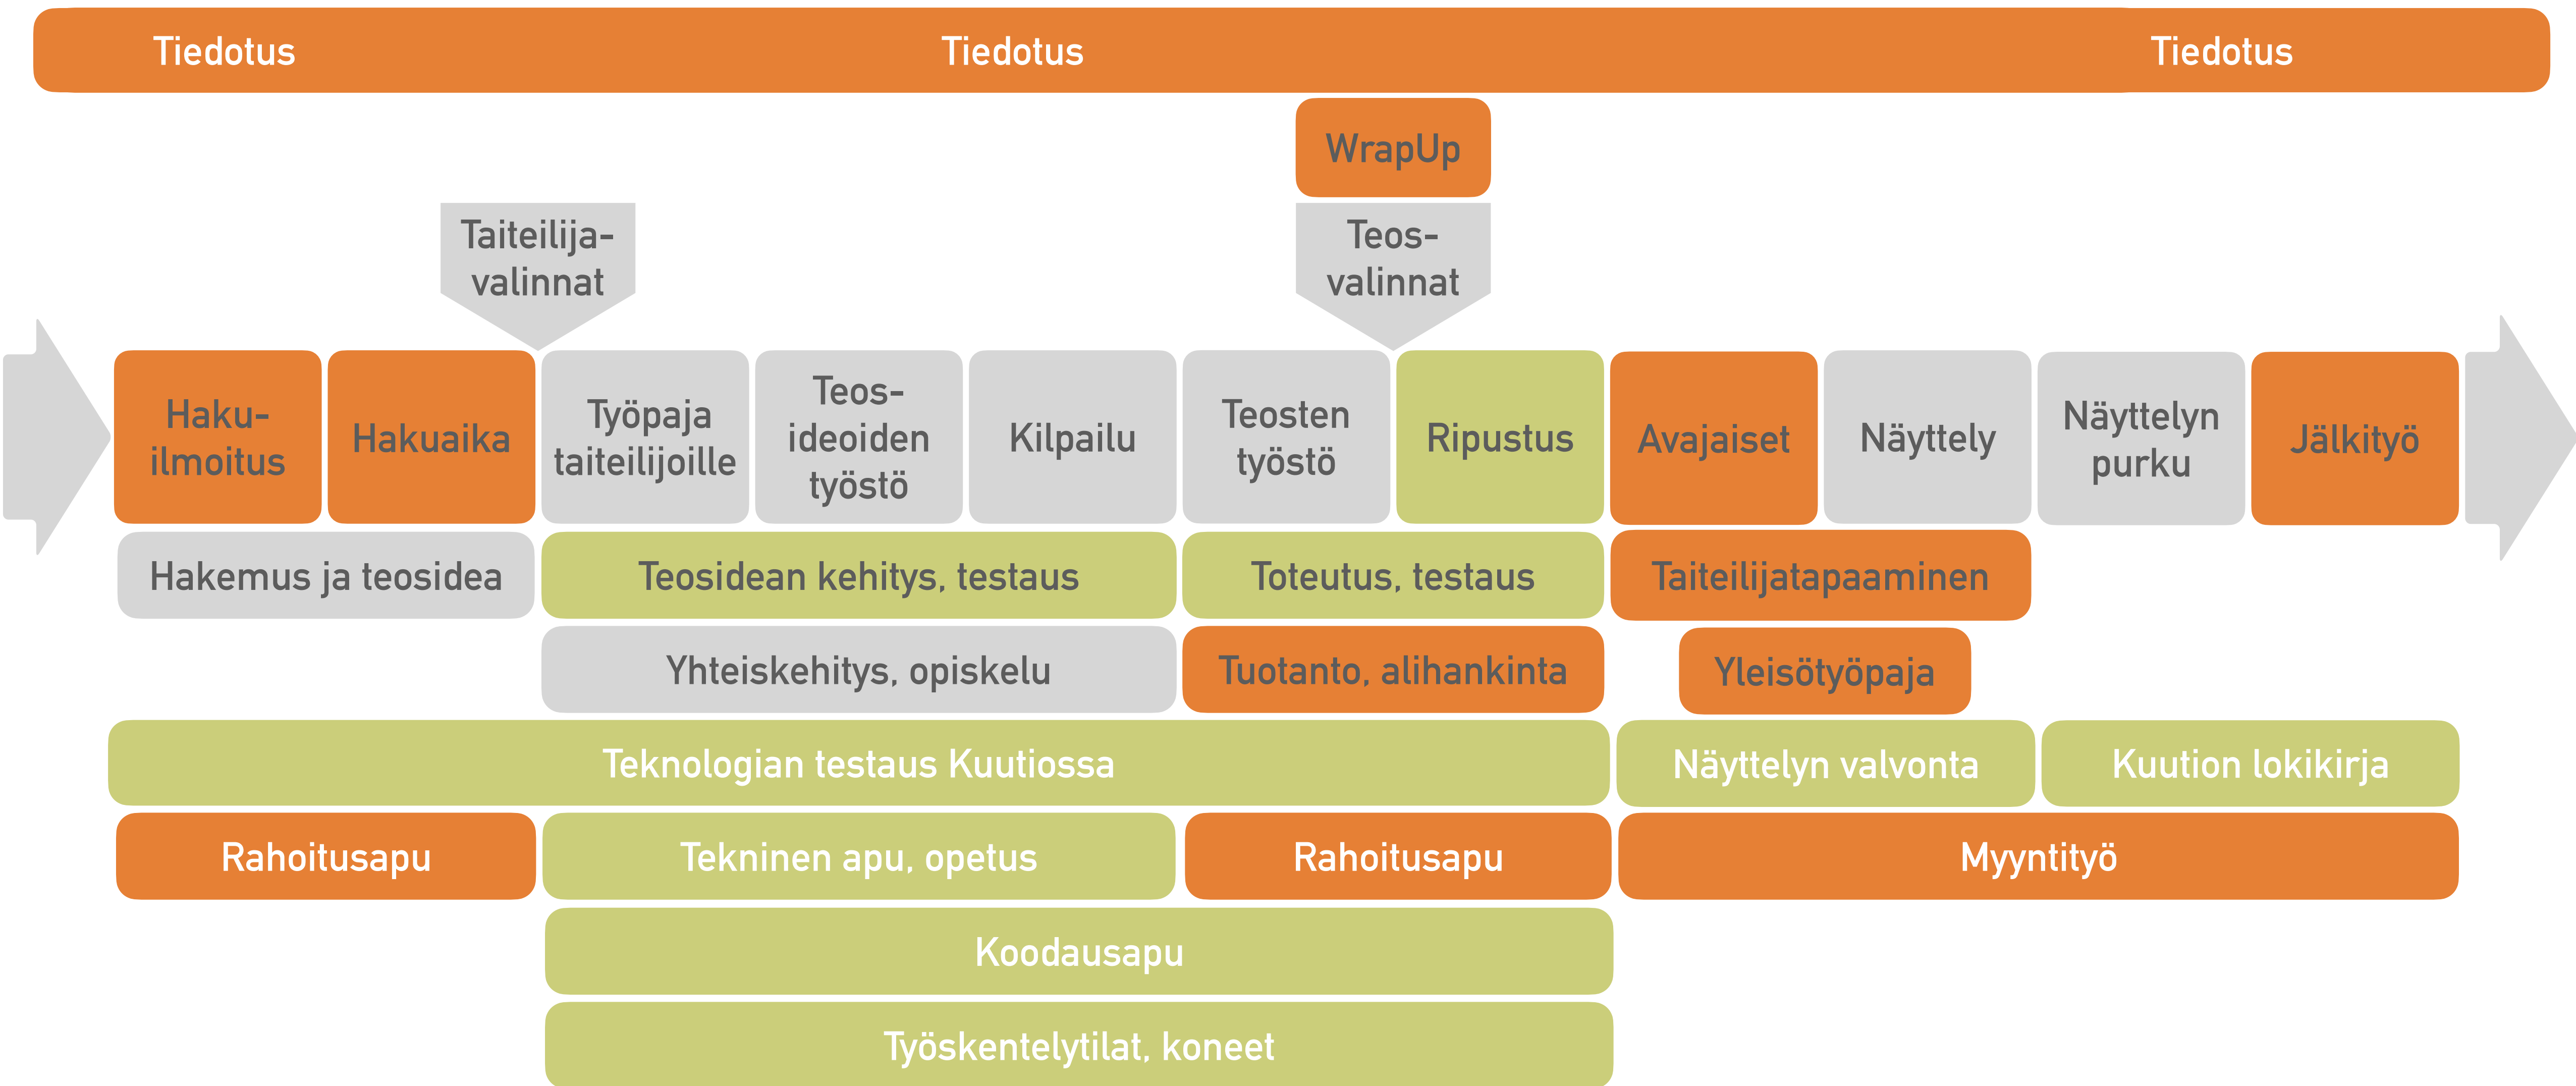 Tiedotus
Tiedotus
Tiedotus
WrapUp
Taiteilija-
valinnat
Teos-
valinnat
Haku-
ilmoitus
Hakuaika
Työpaja
taiteilijoille
Teos-
ideoiden
työstö
Kilpailu
Teosten
työstö
Ripustus
Avajaiset
Näyttely
Näyttelyn
purku
Jälkityö
Hakemus ja teosidea
Teosidean kehitys, testaus
Toteutus, testaus
Taiteilijatapaaminen
Yhteiskehitys, opiskelu
Tuotanto, alihankinta
Yleisötyöpaja
Teknologian testaus Kuutiossa
Näyttelyn valvonta
Kuution lokikirja
Rahoitusapu
Tekninen apu, opetus
Rahoitusapu
Myyntityö
Koodausapu
Työskentelytilat, koneet